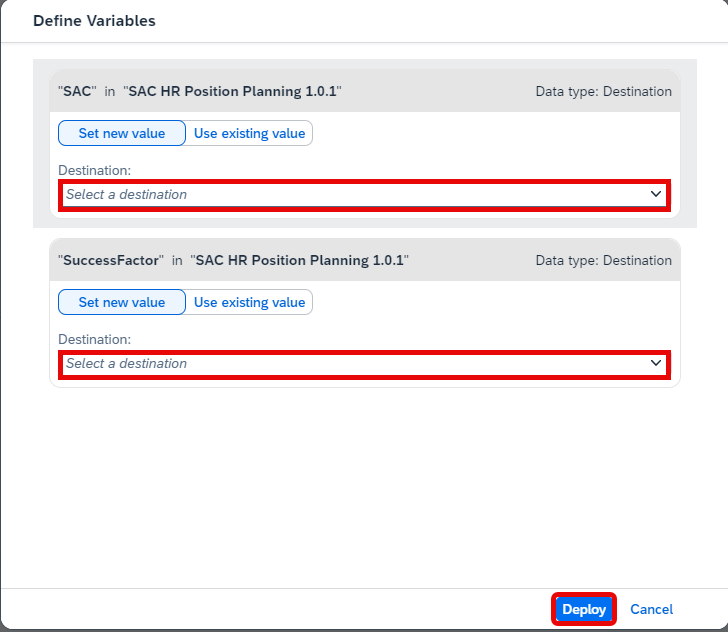 Define Variables
"SAC" in "SAC HR Position Planning 1.0.1" Data type: Destination
Set new value Use existing value
Destination:
Select a destination
"SuccessFactor" in "SAC HR Position Planning 1.0.1" Data type: Destination
Set new value Use existing value
Destination:
Select a destination
Deploy Cancel